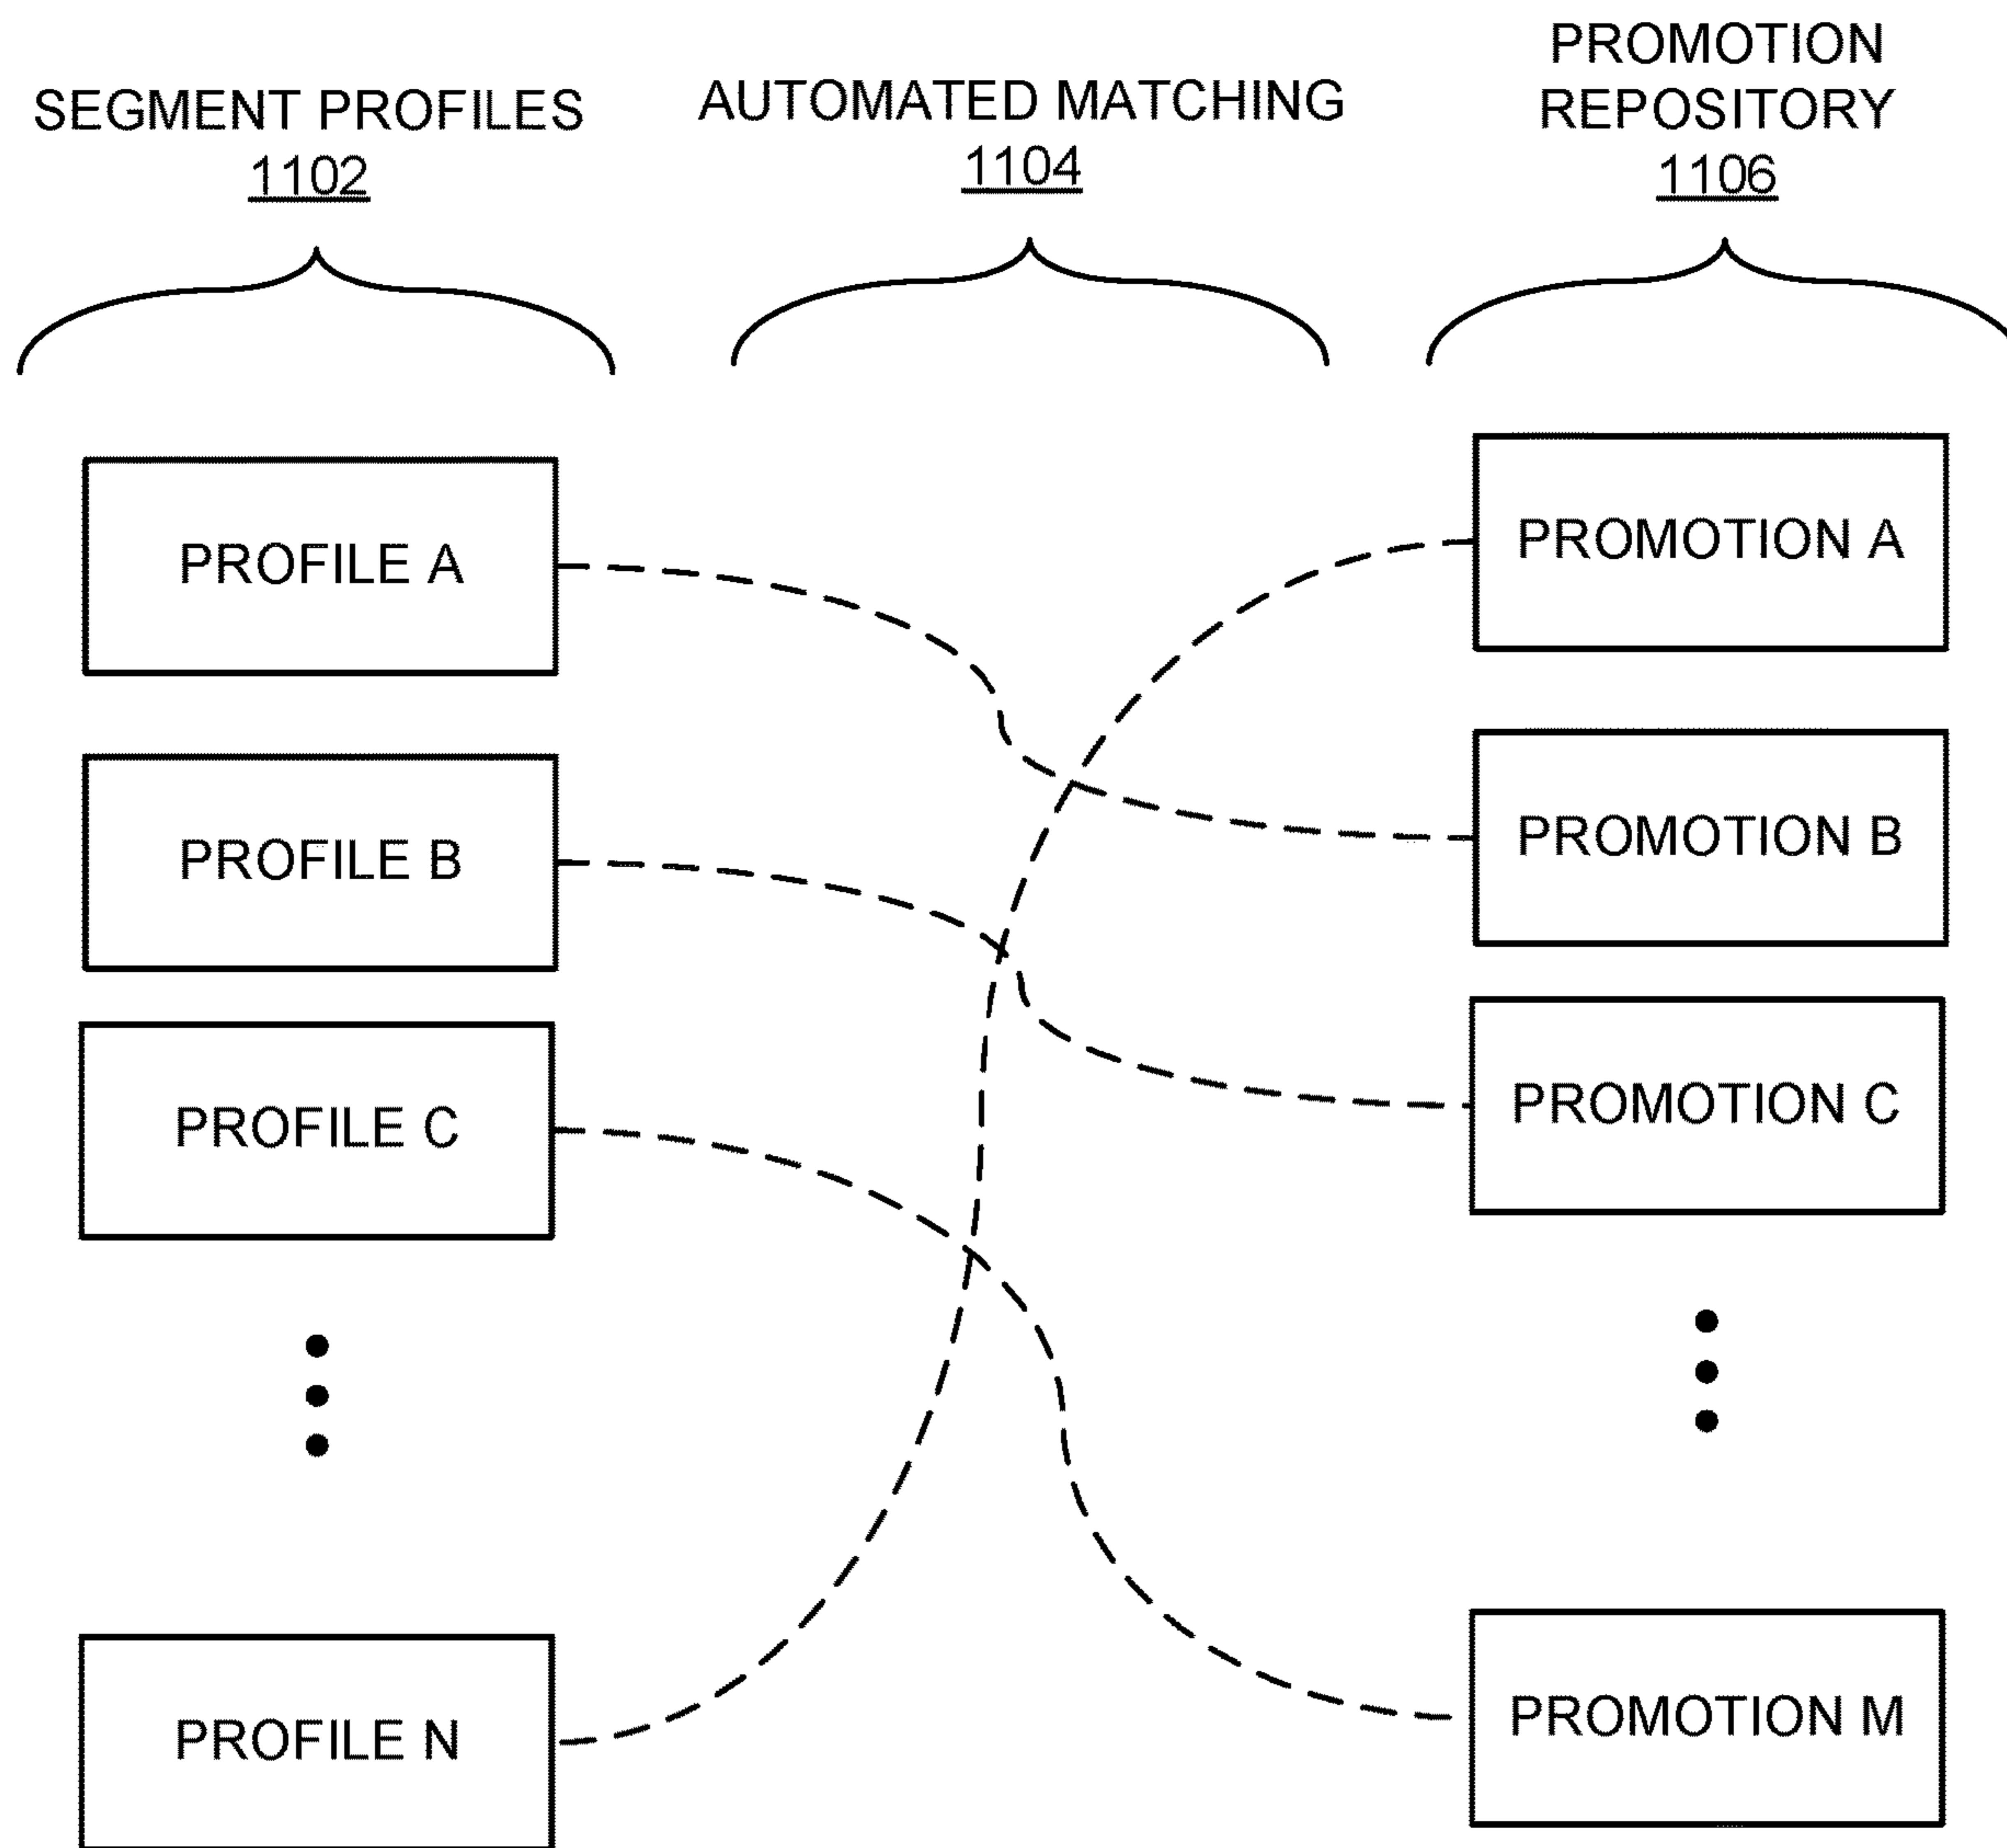 SEGMENT PROFILES
1102
AUTOMATED MATCHING
1104
PROMOTION
REPOSITORY
1106
PROFILE A
PROFILE B
PROFILE C
PROFILE N
PROMOTION A
PROMOTION B
PROMOTION C
PROMOTION M